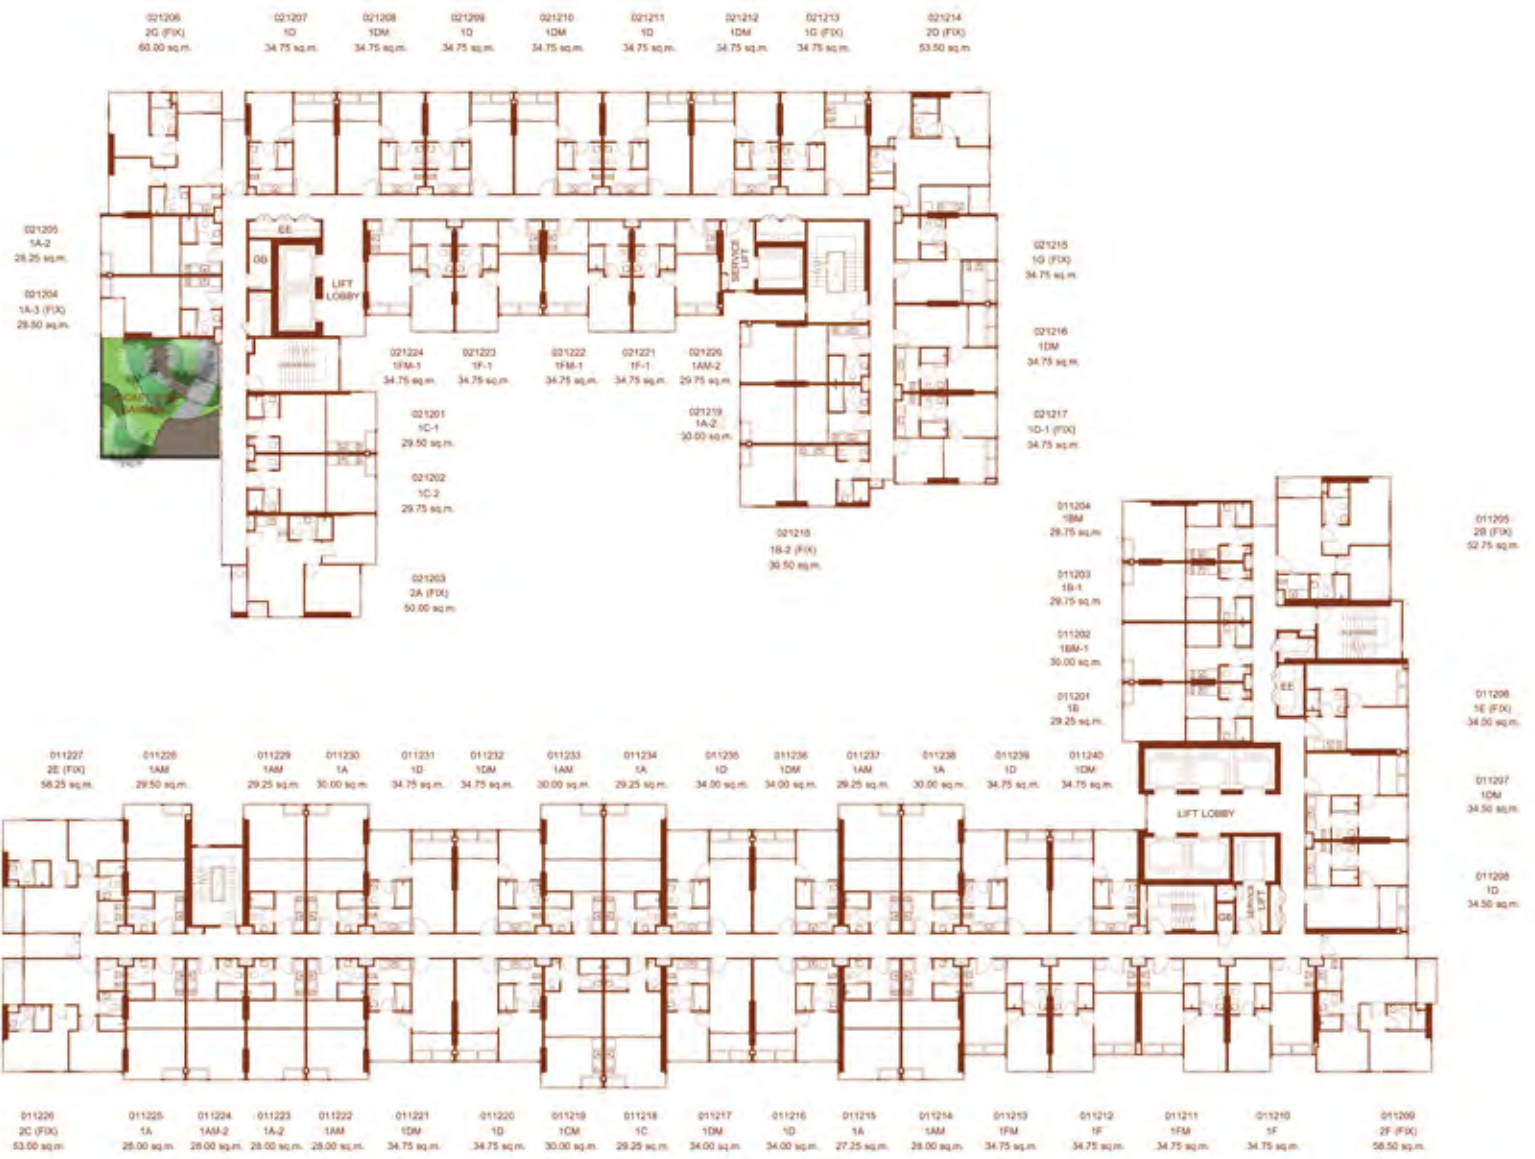 021206
2G (FIX)
60.00 sq.m.
021207
1D
34.75 sq.m.
021208
1DM
34.75 sq.m.
021209
1D
34.75 sq.m.
021210
1DM
34.75 sq.m.
021211
1D
34.75 sq.m.
021212
1DM
34.75 sq.m.
021213
1G (FIX)
34.75 sq.m.
021214
2D (FIX)
53.50 sq.m.
021205
1A-2
28.25 sq.m.
021204
1A-3 (FIX)
28.50 sq.m.
EE
GB
LIFT
LOBBY
SERVICE
LIFT
021215
1G (FIX)
34.75 sq.m.
021216
1DM
34.75 sq.m.
021217
1D-1 (FIX)
34.75 sq.m.
021224
1FM-1
34.75 sq.m.
021223
1F-1
34.75 sq.m.
021222
1FM-1
34.75 sq.m.
021221
1F-1
34.75 sq.m.
021220
1AM-2
29.75 sq.m.
021219
1A-2
30.00 sq.m.
021201
1C-1
29.50 sq.m.
021202
1C-2
29.75 sq.m.
021203
2A (FIX)
50.00 sq.m.
021218
1B-2 (FIX)
30.50 sq.m.
011204
1BM
28.75 sq.m.
011203
1B-1
29.75 sq.m.
011202
1BM-1
30.00 sq.m.
011201
1B
29.25 sq.m.
011205
2B (FIX)
52.75 sq.m.
EE
011206
1E (FIX)
34.00 sq.m.
011207
1DM
34.50 sq.m.
011208
1D
34.50 sq.m.
LIFT LOBBY
GB
SERVICE
LIFT
011227
2E (FIX)
56.25 sq.m.
011228
1AM
29.50 sq.m.
011229
1AM
29.25 sq.m.
011230
1A
30.00 sq.m.
011231
1D
34.75 sq.m.
011232
1DM
34.75 sq.m.
011233
1AM
30.00 sq.m.
011234
1A
29.25 sq.m.
011235
1D
34.00 sq.m.
011236
1DM
34.00 sq.m.
011237
1AM
29.25 sq.m.
011238
1A
30.00 sq.m.
011239
1D
34.75 sq.m.
011240
1DM
34.75 sq.m.
011226
2C (FIX)
53.00 sq.m.
011225
1A
28.00 sq.m.
011224
1AM-2
28.00 sq.m.
011223
1A-2
28.00 sq.m.
011222
1AM
28.00 sq.m.
011221
1DM
34.75 sq.m.
011220
1D
34.75 sq.m.
011219
1CM
30.00 sq.m.
011218
1C
29.25 sq.m.
011217
1DM
34.00 sq.m.
011216
1D
34.00 sq.m.
011215
1A
27.25 sq.m.
011214
1AM
28.00 sq.m.
011213
1FM
34.75 sq.m.
011212
1F
34.75 sq.m.
011211
1FM
34.75 sq.m.
011210
1F
34.75 sq.m.
011209
2F (FIX)
56.50 sq.m.